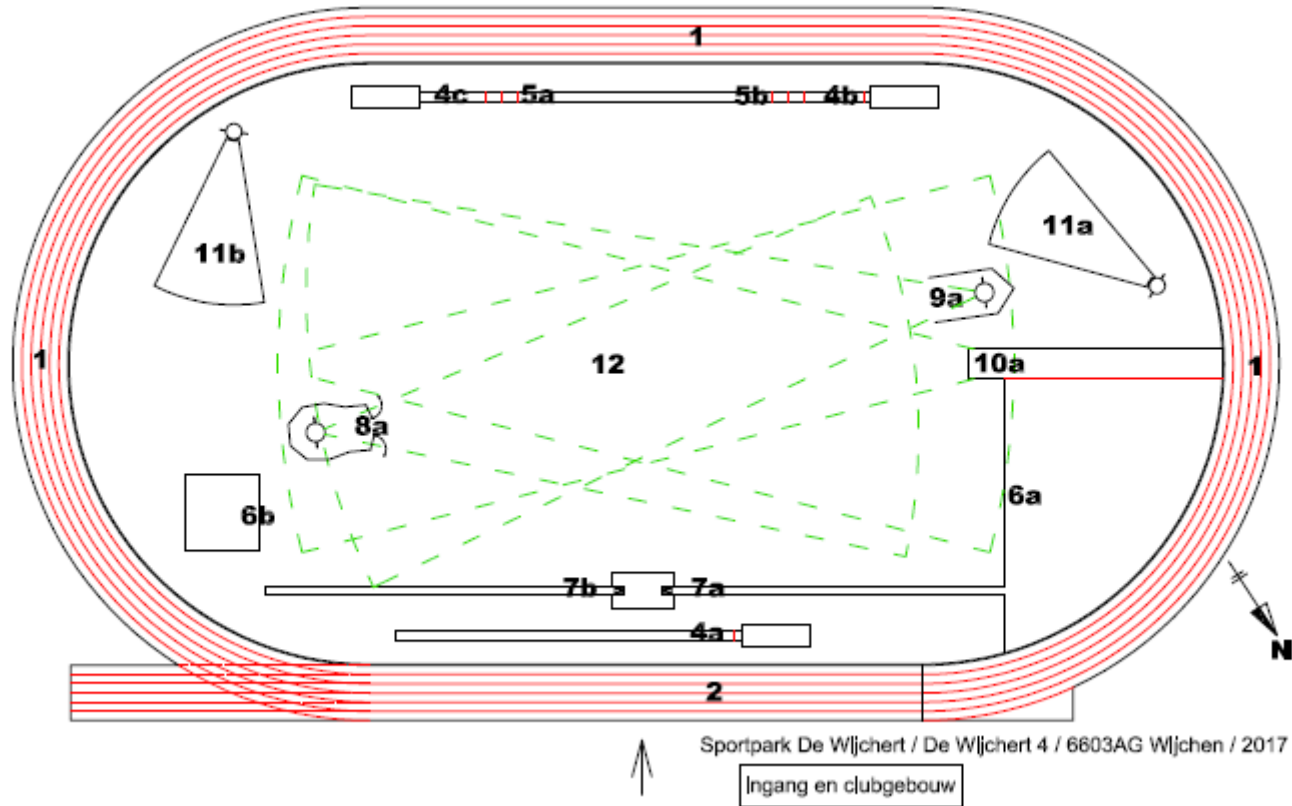 1
4c 5a 5b 4b
11b 11a
9a
1 12 10a 1
8a
6b 6a
7b 7a
4a
N
2
Sportpark De Wijchert / De Wijchert 4 / 6603AG Wijchen / 2017
Ingang en clubgebouw